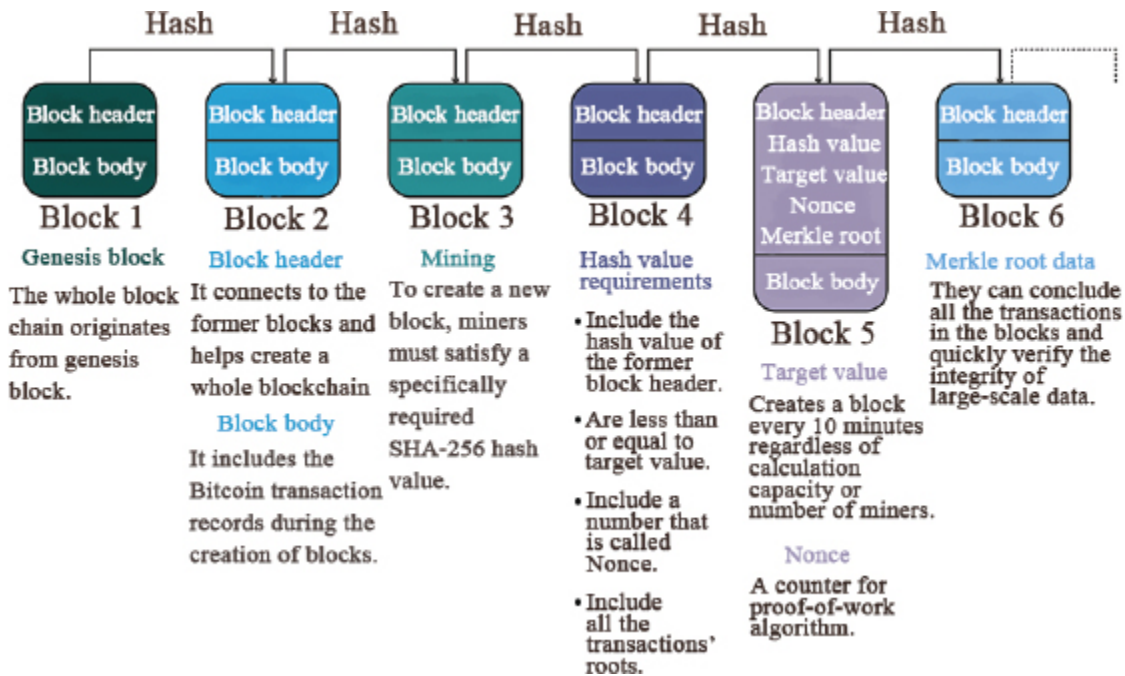 Hash Hash Hash Hash Hash
Block header
Block body
Block 1
Genesis block
The whole block
chain originates
from genesis
block.
Block header
Block body
Block 2
Block header
It connects to the
former blocks and
helps create a
whole blockchain
Block body
It includes the
Bitcoin transaction
records during the
creation of blocks.
Block header
Block body
Block 3
Mining
To create a new
block, miners
must satisfy a
specifically
required
SHA-256 hash
value.
Block header
Block body
Block 4
Hash value
requirements
• Include the
hash value of
the former
block header.
• Are less than
or equal to
target value.
• Include a
number that
is called
Nonce.
• Include
all the
transactions'
roots.
Block header
Hash value
Target value
Nonce
Merkle root
Block body
Block 5
Target value
Creates a block
every 10 minutes
regardless of
calculation
capacity or
number of miners.
Nonce
A counter for
proof-of-work
algorithm.
Block header
Block body
Block 6
Merkle root data
They can conclude
all the transactions
in the blocks and
quickly verify the
integrity of
large-scale data.